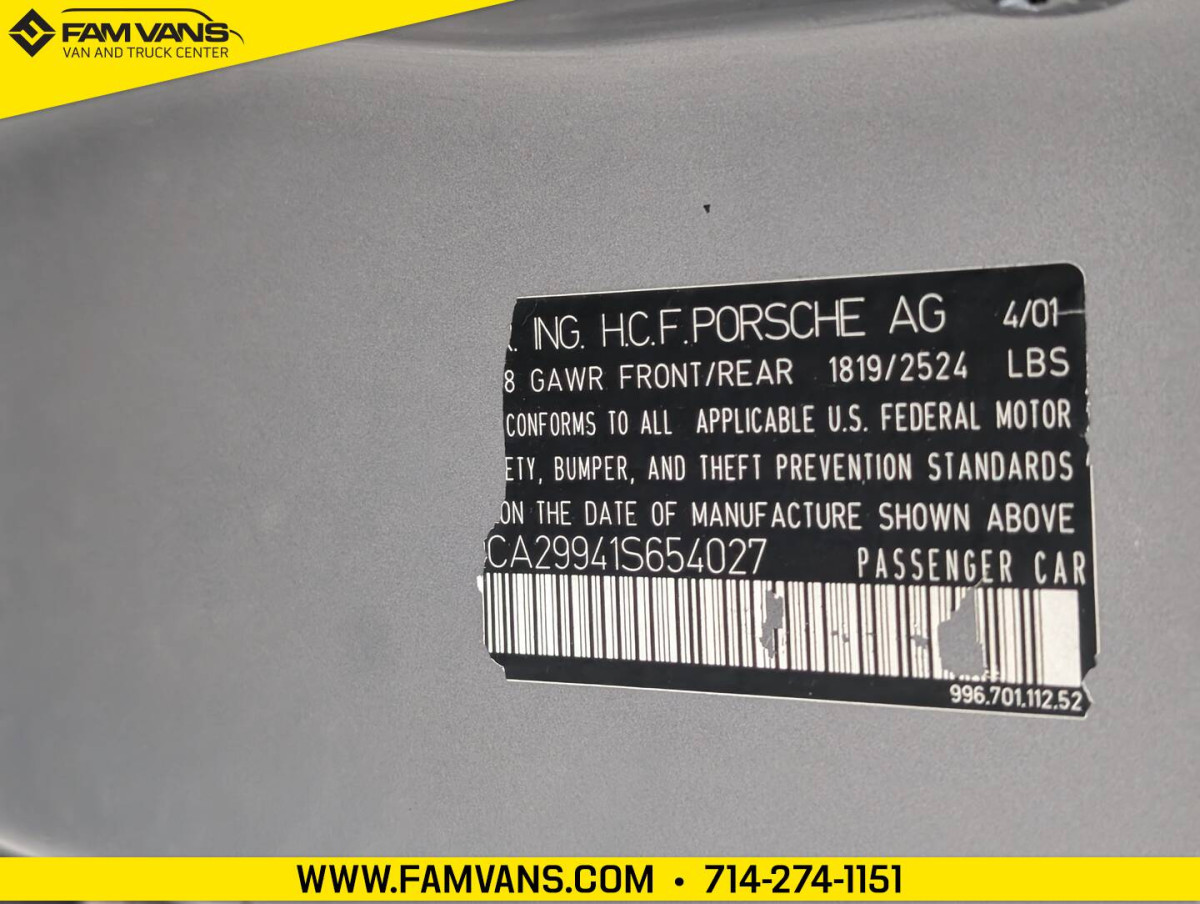 FAM VANS
VAN AND TRUCK CENTER
R. ING. H.C.F.PORSCHE AG 4/01
8 GAWR FRONT/REAR 1819/2524 LBS
CONFORMS TO ALL APPLICABLE U.S. FEDERAL MOTOR
ETY, BUMPER, AND THEFT PREVENTION STANDARDS
ON THE DATE OF MANUFACTURE SHOWN ABOVE
CA29941S654027 PASSENGER CAR
996.701.112.52
WWW.FAMVANS.COM • 714-274-1151